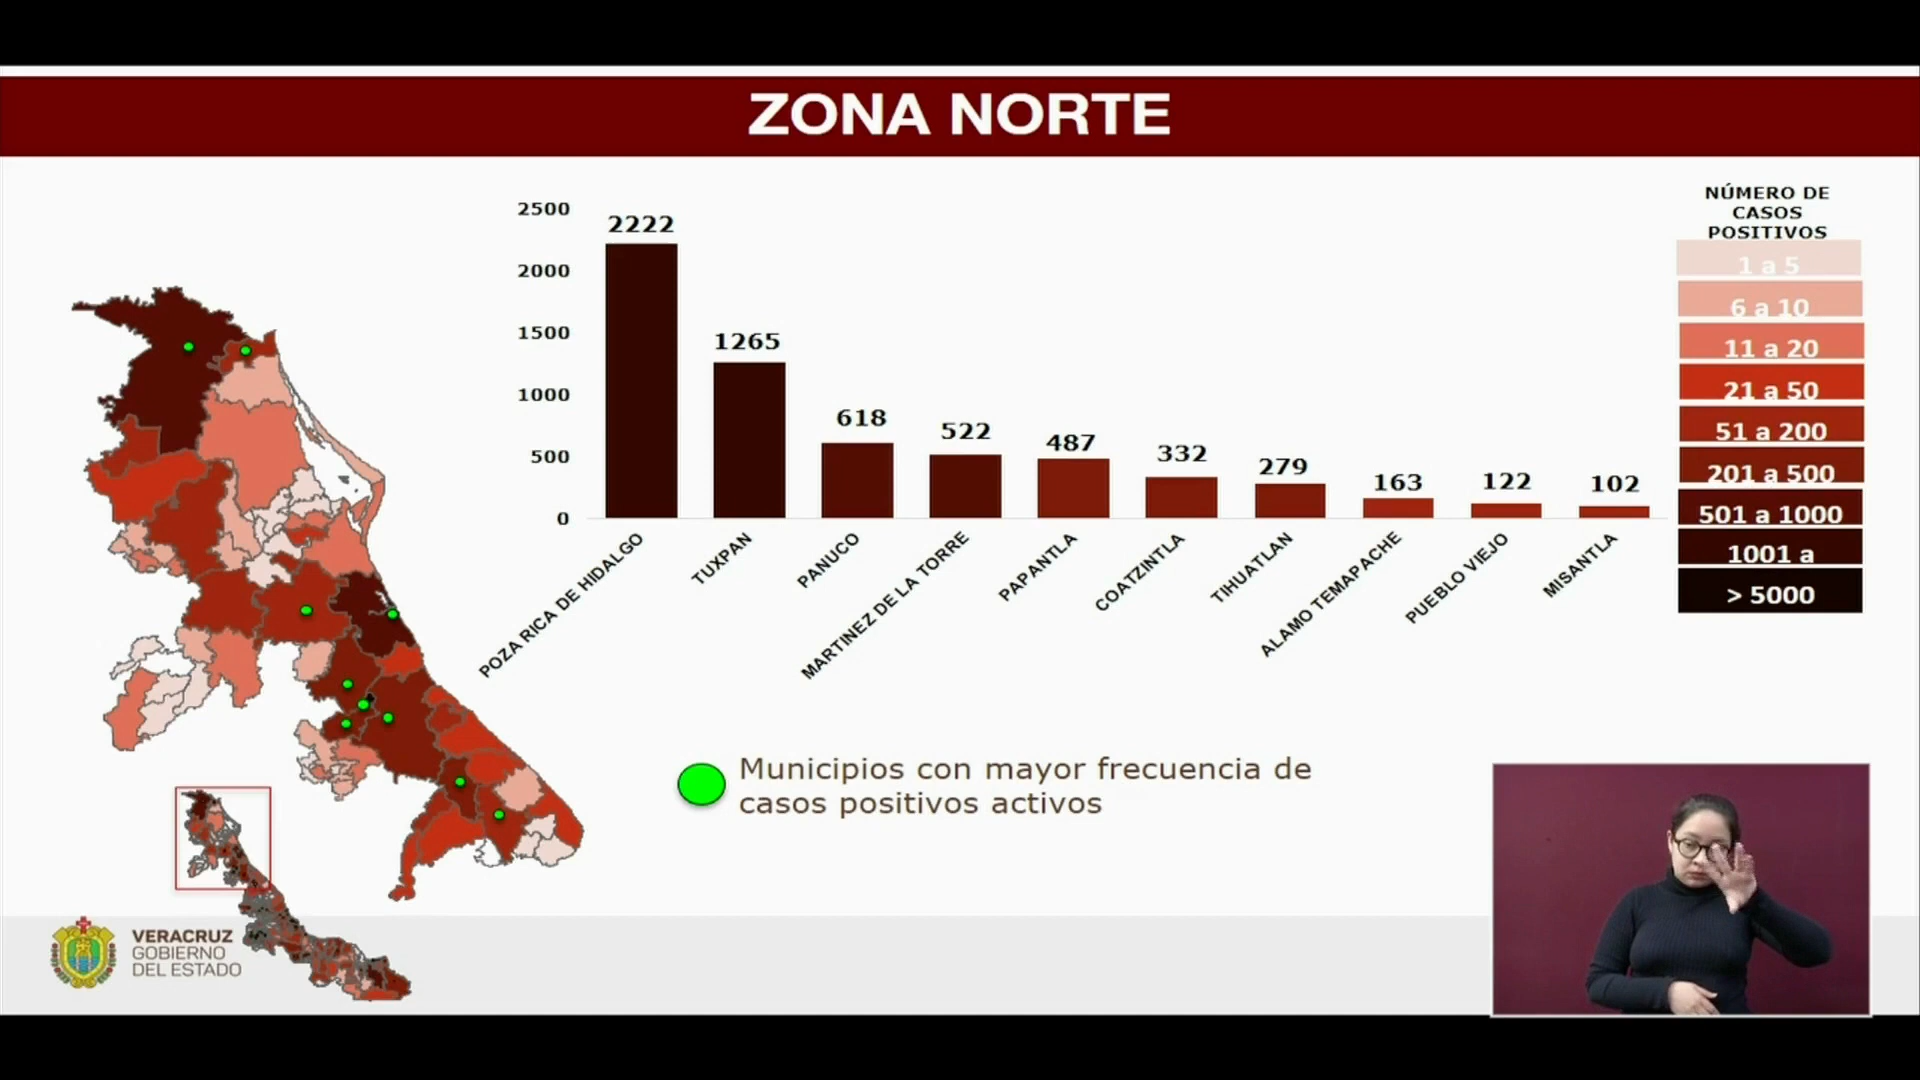 ZONA NORTE
NÚMERO DE
CASOS
POSITIVOS
1 a 5
6 a 10
11 a 20
21 a 50
51 a 200
201 a 500
501 a 1000
1001 a
> 5000
2500
2000
1500
1000
500
0
2222
1265
618
522
487
332
279
163
122
102
POZA RICA DE HIDALGO
TUXPAN
PANUCO
MARTINEZ DE LA TORRE
PAPANTLA
COATZINTLA
TIHUATLAN
ALAMO TEMAPACHE
PUEBLO VIEJO
MISANTLA
Municipios con mayor frecuencia de
casos positivos activos
VERACRUZ
GOBIERNO
DEL ESTADO